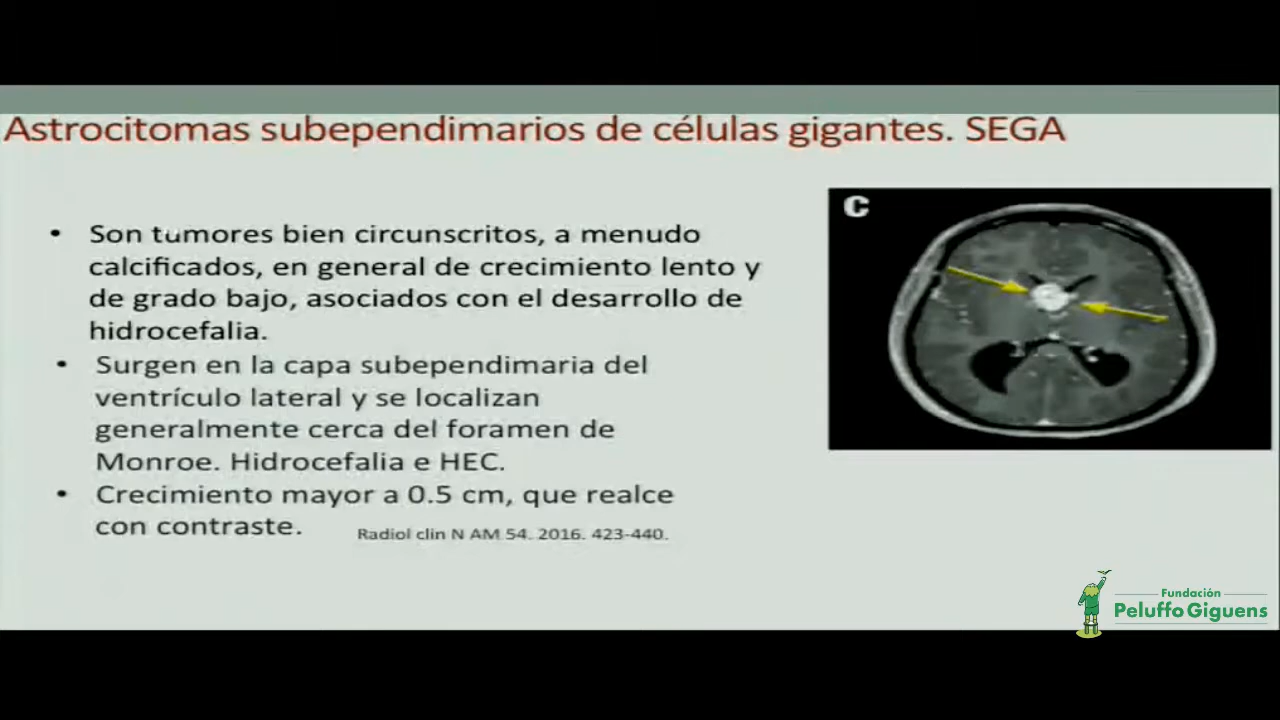 Astrocitomas subependimarios de células gigantes. SEGA
• Son tumores bien circunscritos, a menudo
calcificados, en general de crecimiento lento y
de grado bajo, asociados con el desarrollo de
hidrocefalia.
• Surgen en la capa subependimaria del
ventrículo lateral y se localizan
generalmente cerca del foramen de
Monroe. Hidrocefalia e HEC.
• Crecimiento mayor a 0.5 cm, que realce
con contraste.
Radiol clin N AM 54. 2016. 423-440.
C
Fundación
Peluffo Giguens